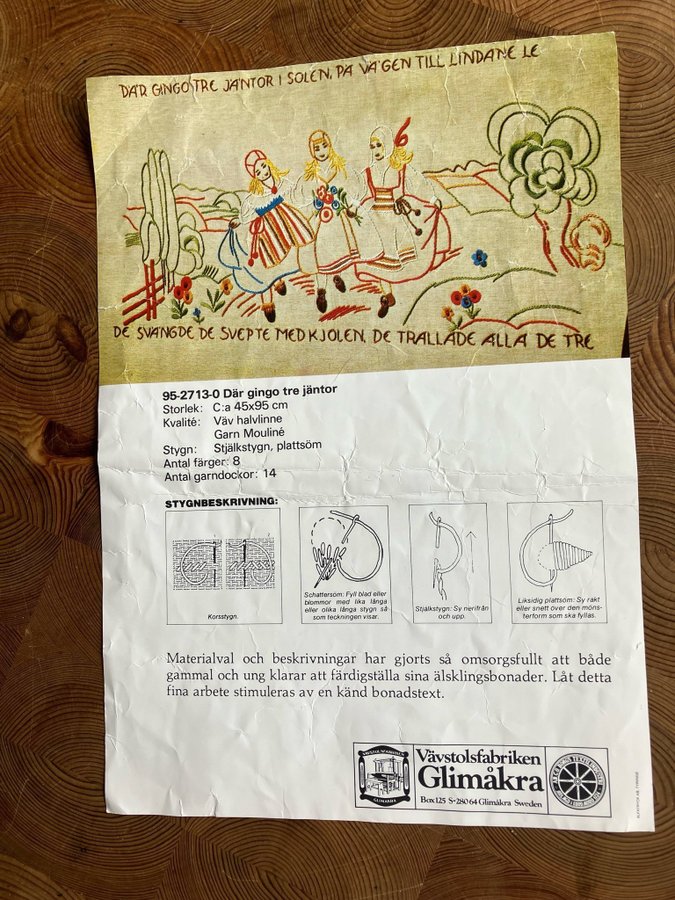 DÄR GINGO TRE JÄNTOR I SOLEN, PÅ VÄGEN TILL LINDANE LE
DE SVÄNGDE DE SVEPTE MED KJOLEN, DE TRALLADE ALLA DE TRE
95-2713-0 Där gingo tre jäntor
Storlek: C:a 45x95 cm
Kvalité: Väv halvlinne
Garn Mouliné
Stygn: Stjälkstygn, plattsöm
Antal färger: 8
Antal garndockor: 14
STYGNBESKRIVNING:
Korsstygn.
Schattersöm: Fyll blad eller
blommor med lika långa
eller olika långa stygn så
som teckningen visar.
Stjälkstygn: Sy nerifrån
och upp.
Liksidig plattsöm: Sy rakt
eller snett över den möns-
terform som ska fyllas.
Materialval och beskrivningar har gjorts så omsorgsfullt att både
gammal och ung klarar att färdigställa sina älsklingsbonader. Låt detta
fina arbete stimuleras av en känd bonadstext.
VÄVSTOLSFABRIKEN
GLIMÅKRA
Vävstolsfabriken
Glimåkra
Box 125 S-280 64 Glimåkra Sweden